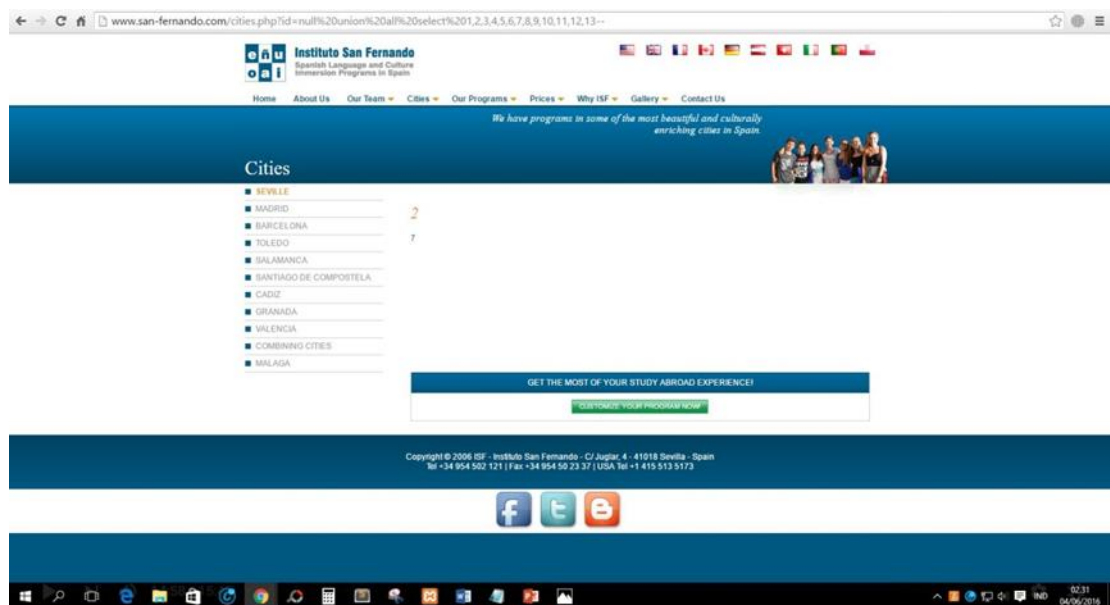 www.san-fernando.com/cities.php?id=null%20union%20all%20select%201,2,3,4,5,6,7,8,9,10,11,12,13--
e ñ u
o a i
Instituto San Fernando
Spanish Language and Culture
Immersion Programs in Spain
Home About Us Our Team Cities Our Programs Prices Why ISF Gallery Contact Us
We have programs in some of the most beautiful and culturally
enriching cities in Spain.
Cities
SEVILLE
MADRID
BARCELONA
TOLEDO
SALAMANCA
SANTIAGO DE COMPOSTELA
CADIZ
GRANADA
VALENCIA
COMBINING CITIES
MALAGA
2
7
GET THE MOST OF YOUR STUDY ABROAD EXPERIENCE!
CUSTOMIZE YOUR PROGRAM NOW
Copyright © 2006 ISF - Instituto San Fernando - C/ Juglar, 4 - 41018 Sevilla - Spain
Tel +34 954 502 121 | Fax +34 954 50 23 37 | USA Tel +1 415 513 5173
IND
02.31
04/06/2016